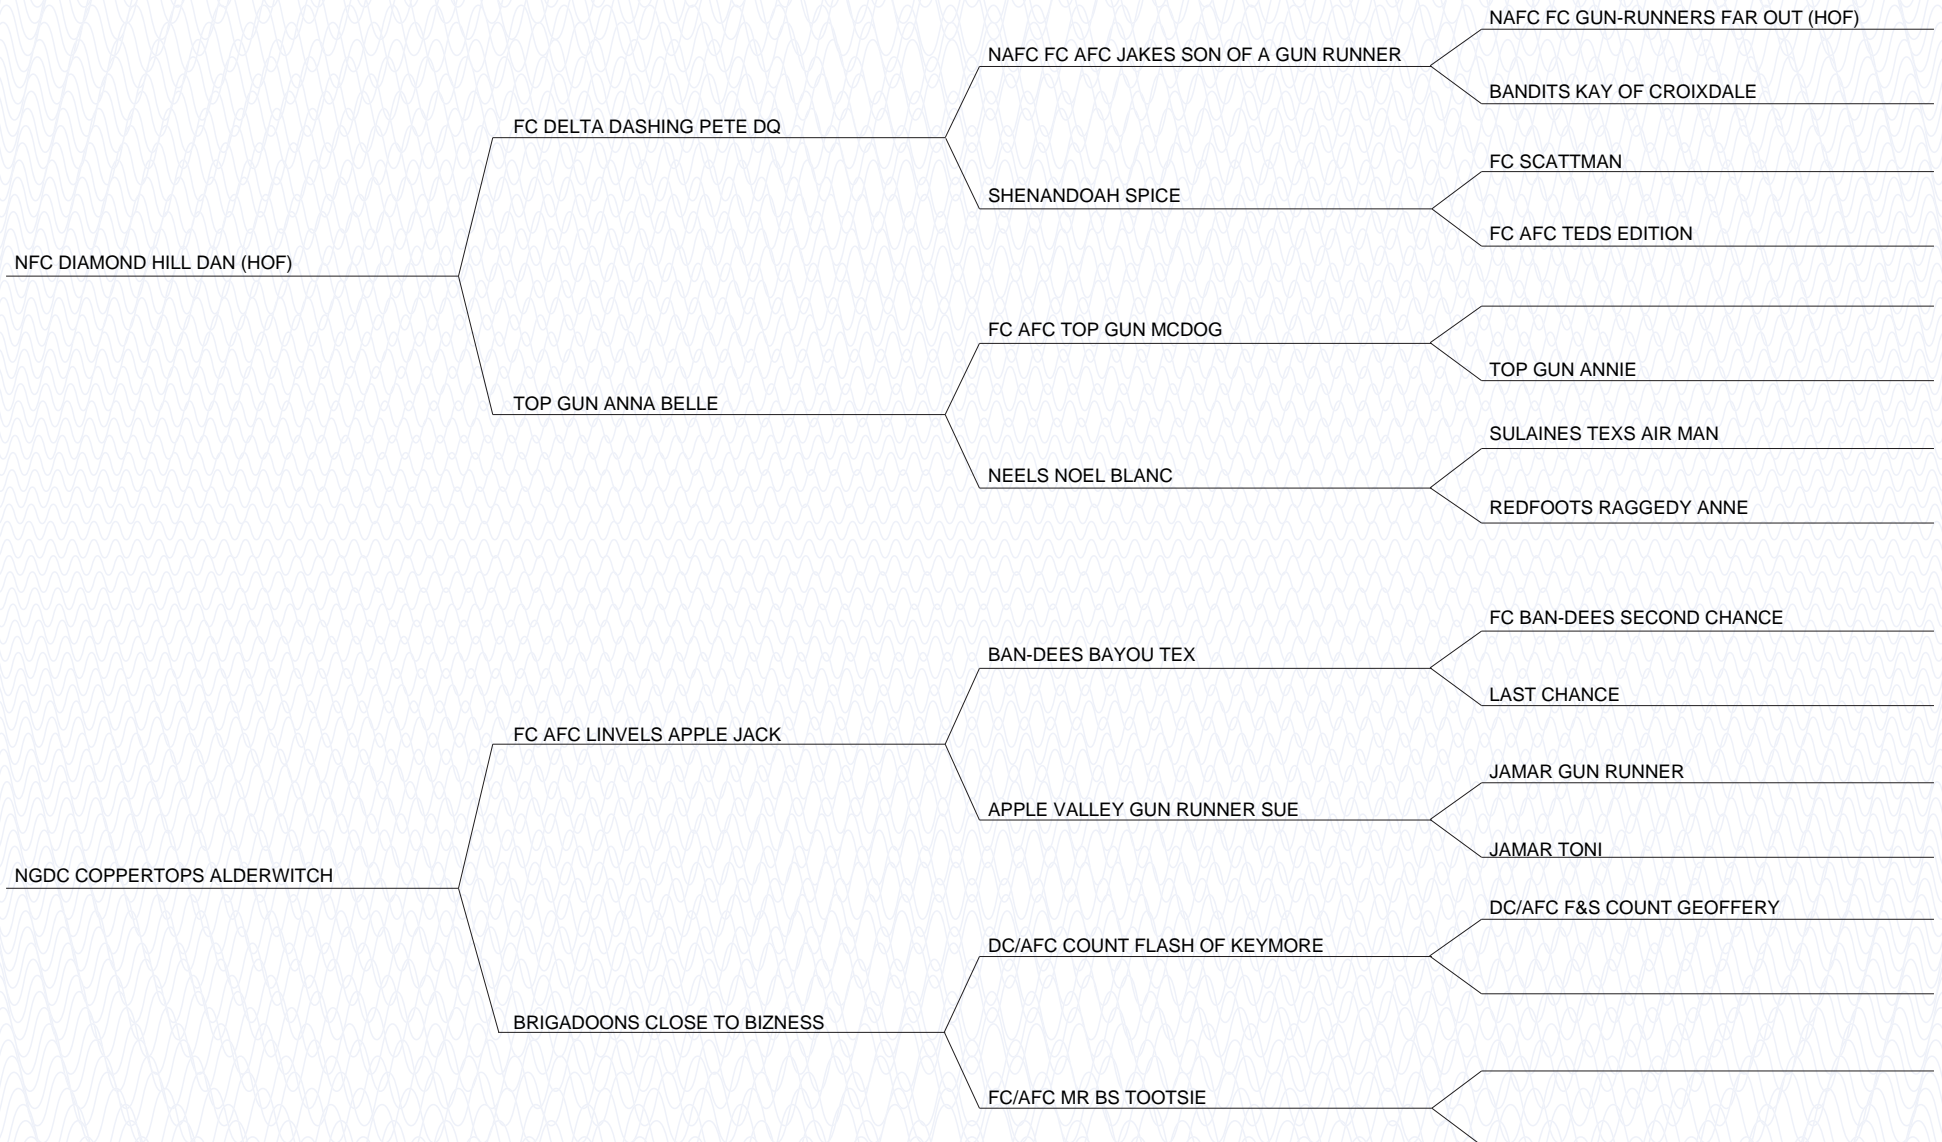 NAFC FC GUN-RUNNERS FAR OUT (HOF)
NAFC FC AFC JAKES SON OF A GUN RUNNER
BANDITS KAY OF CROIXDALE
FC DELTA DASHING PETE DQ
FC SCATTMAN
SHENANDOAH SPICE
FC AFC TEDS EDITION
NFC DIAMOND HILL DAN (HOF)
FC AFC TOP GUN MCDOG
TOP GUN ANNIE
TOP GUN ANNA BELLE
SULAINES TEXS AIR MAN
NEELS NOEL BLANC
REDFOOTS RAGGEDY ANNE
FC BAN-DEES SECOND CHANCE
BAN-DEES BAYOU TEX
LAST CHANCE
FC AFC LINVELS APPLE JACK
JAMAR GUN RUNNER
APPLE VALLEY GUN RUNNER SUE
JAMAR TONI
NGDC COPPERTOPS ALDERWITCH
DC/AFC F&S COUNT GEOFFERY
DC/AFC COUNT FLASH OF KEYMORE
BRIGADOONS CLOSE TO BIZNESS
FC/AFC MR BS TOOTSIE